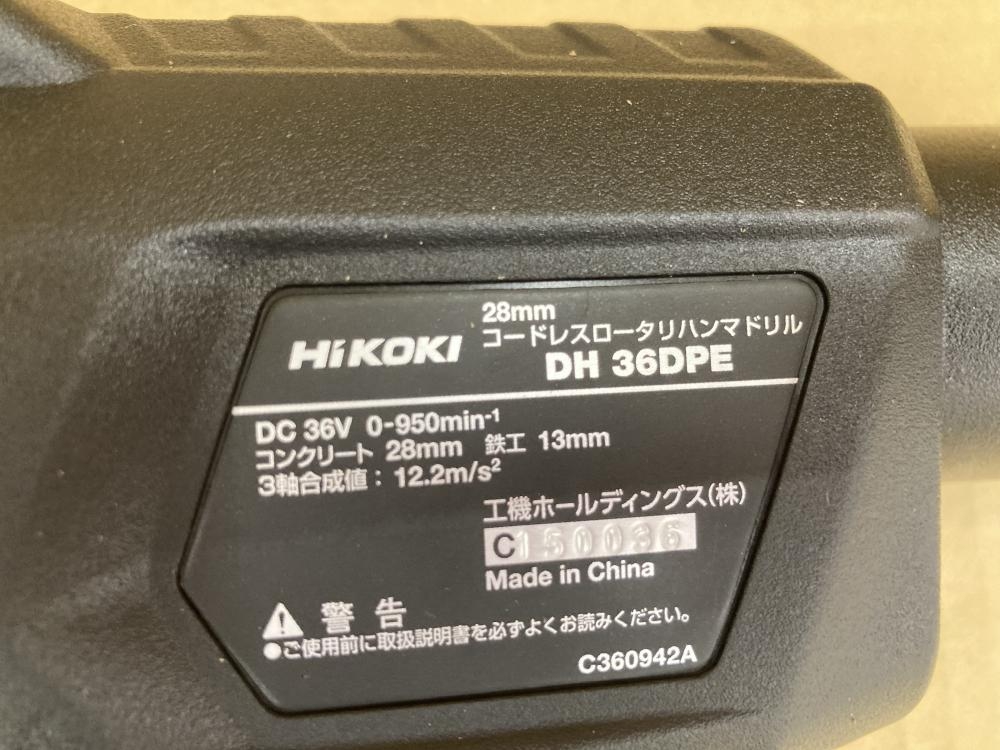 28mm
コードレスロータリハンマドリル
HiKOKI DH 36DPE
DC 36V 0-950min⁻¹
コンクリート 28mm 鉄工 13mm
3軸合成値：12.2m/s²
工機ホールディングス(株)
C150036
Made in China
警告
●ご使用前に取扱説明書を必ずよくお読みください。
C360942A